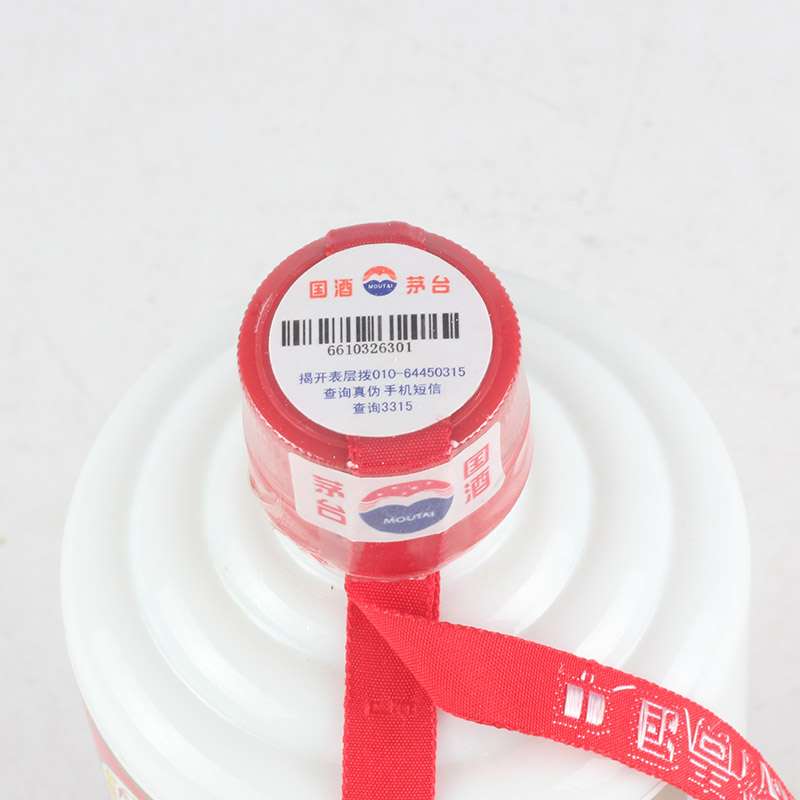 国酒 MOUTAI 茅台
6610326301
揭开表层拨010-64450315
查询真伪 手机短信
查询3315
茅台 MOUTAI 国酒